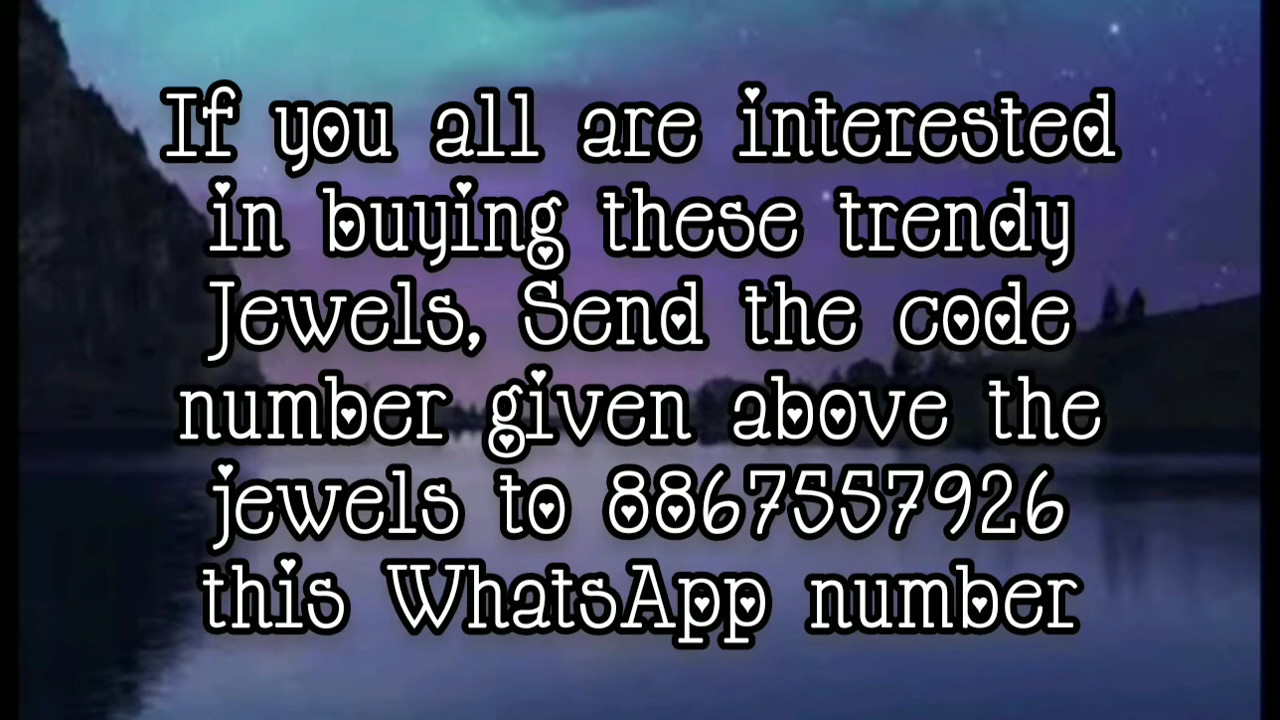 If you all are interested
in buying these trendy
Jewels, Send the code
number given above the
jewels to 8867557926
this WhatsApp number